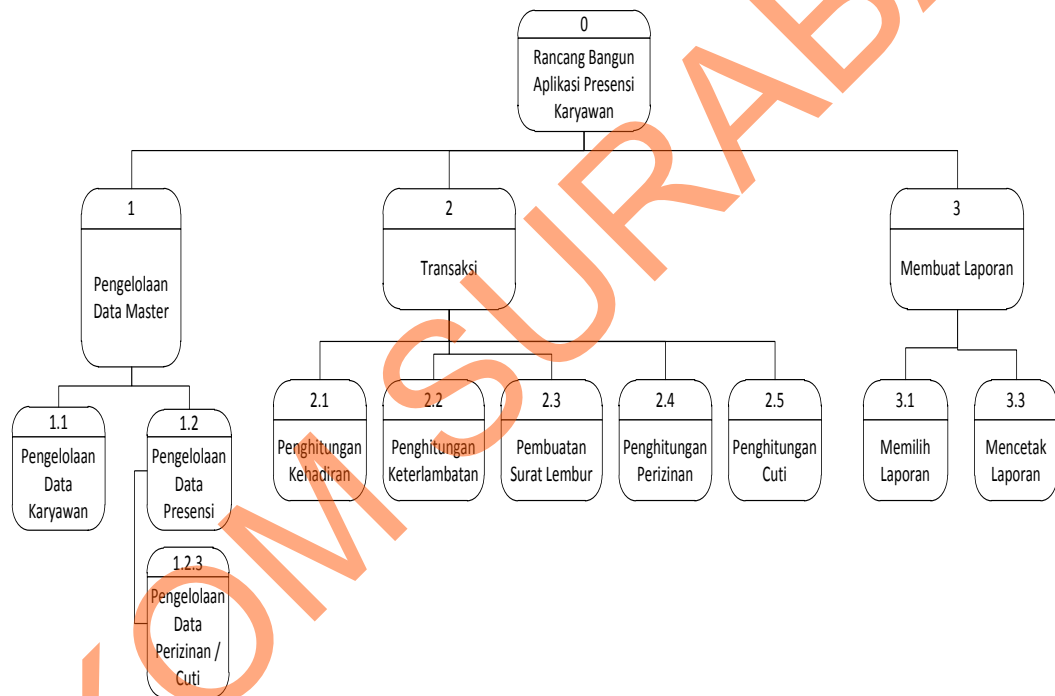 0
Rancang Bangun
Aplikasi Presensi
Karyawan
1
Pengelolaan
Data Master
2
Transaksi
3
Membuat Laporan
1.1
Pengelolaan
Data
Karyawan
1.2
Pengelolaan
Data
Presensi
1.2.3
Pengelolaan
Data
Perizinan /
Cuti
2.1
Penghitungan
Kehadiran
2.2
Penghitungan
Keterlambatan
2.3
Pembuatan
Surat Lembur
2.4
Penghitungan
Perizinan
2.5
Penghitungan
Cuti
3.1
Memilih
Laporan
3.3
Mencetak
Laporan
KOM SURABA